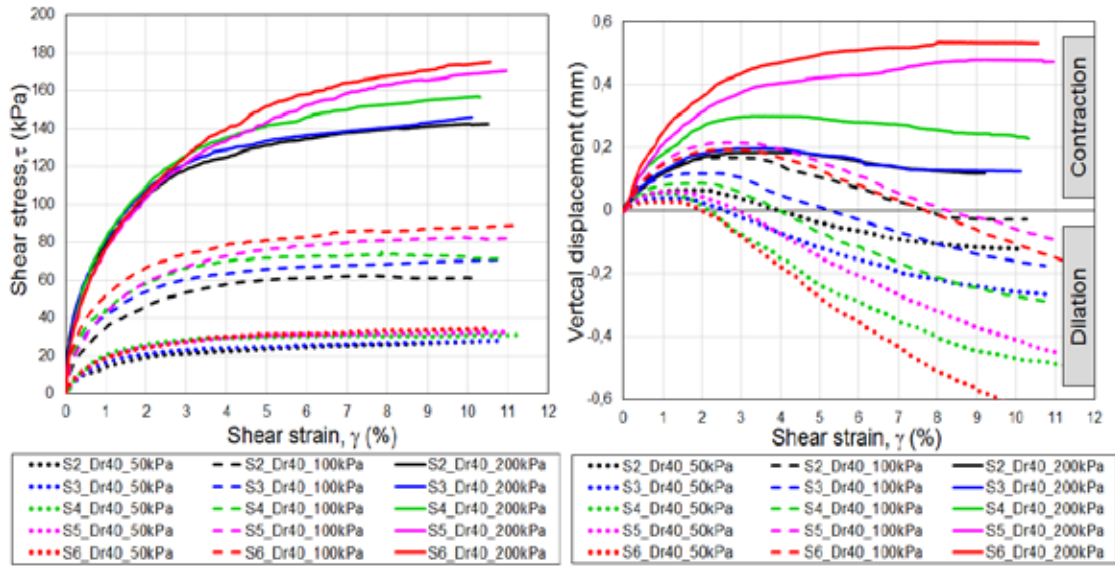 200
180
160
140
120
100
80
60
40
20
0
Shear stress, τ (kPa)
0 1 2 3 4 5 6 7 8 9 10 11 12
Shear strain, γ (%)
S2_Dr40_50kPa S2_Dr40_100kPa S2_Dr40_200kPa
S3_Dr40_50kPa S3_Dr40_100kPa S3_Dr40_200kPa
S4_Dr40_50kPa S4_Dr40_100kPa S4_Dr40_200kPa
S5_Dr40_50kPa S5_Dr40_100kPa S5_Dr40_200kPa
S6_Dr40_50kPa S6_Dr40_100kPa S6_Dr40_200kPa
0,6
0,4
0,2
0
-0,2
-0,4
-0,6
Vertcal displacement (mm)
Contraction
Dilation
0 1 2 3 4 5 6 7 8 9 10 11 12
Shear strain, γ (%)
S2_Dr40_50kPa S2_Dr40_100kPa S2_Dr40_200kPa
S3_Dr40_50kPa S3_Dr40_100kPa S3_Dr40_200kPa
S4_Dr40_50kPa S4_Dr40_100kPa S4_Dr40_200kPa
S5_Dr40_50kPa S5_Dr40_100kPa S5_Dr40_200kPa
S6_Dr40_50kPa S6_Dr40_100kPa S6_Dr40_200kPa